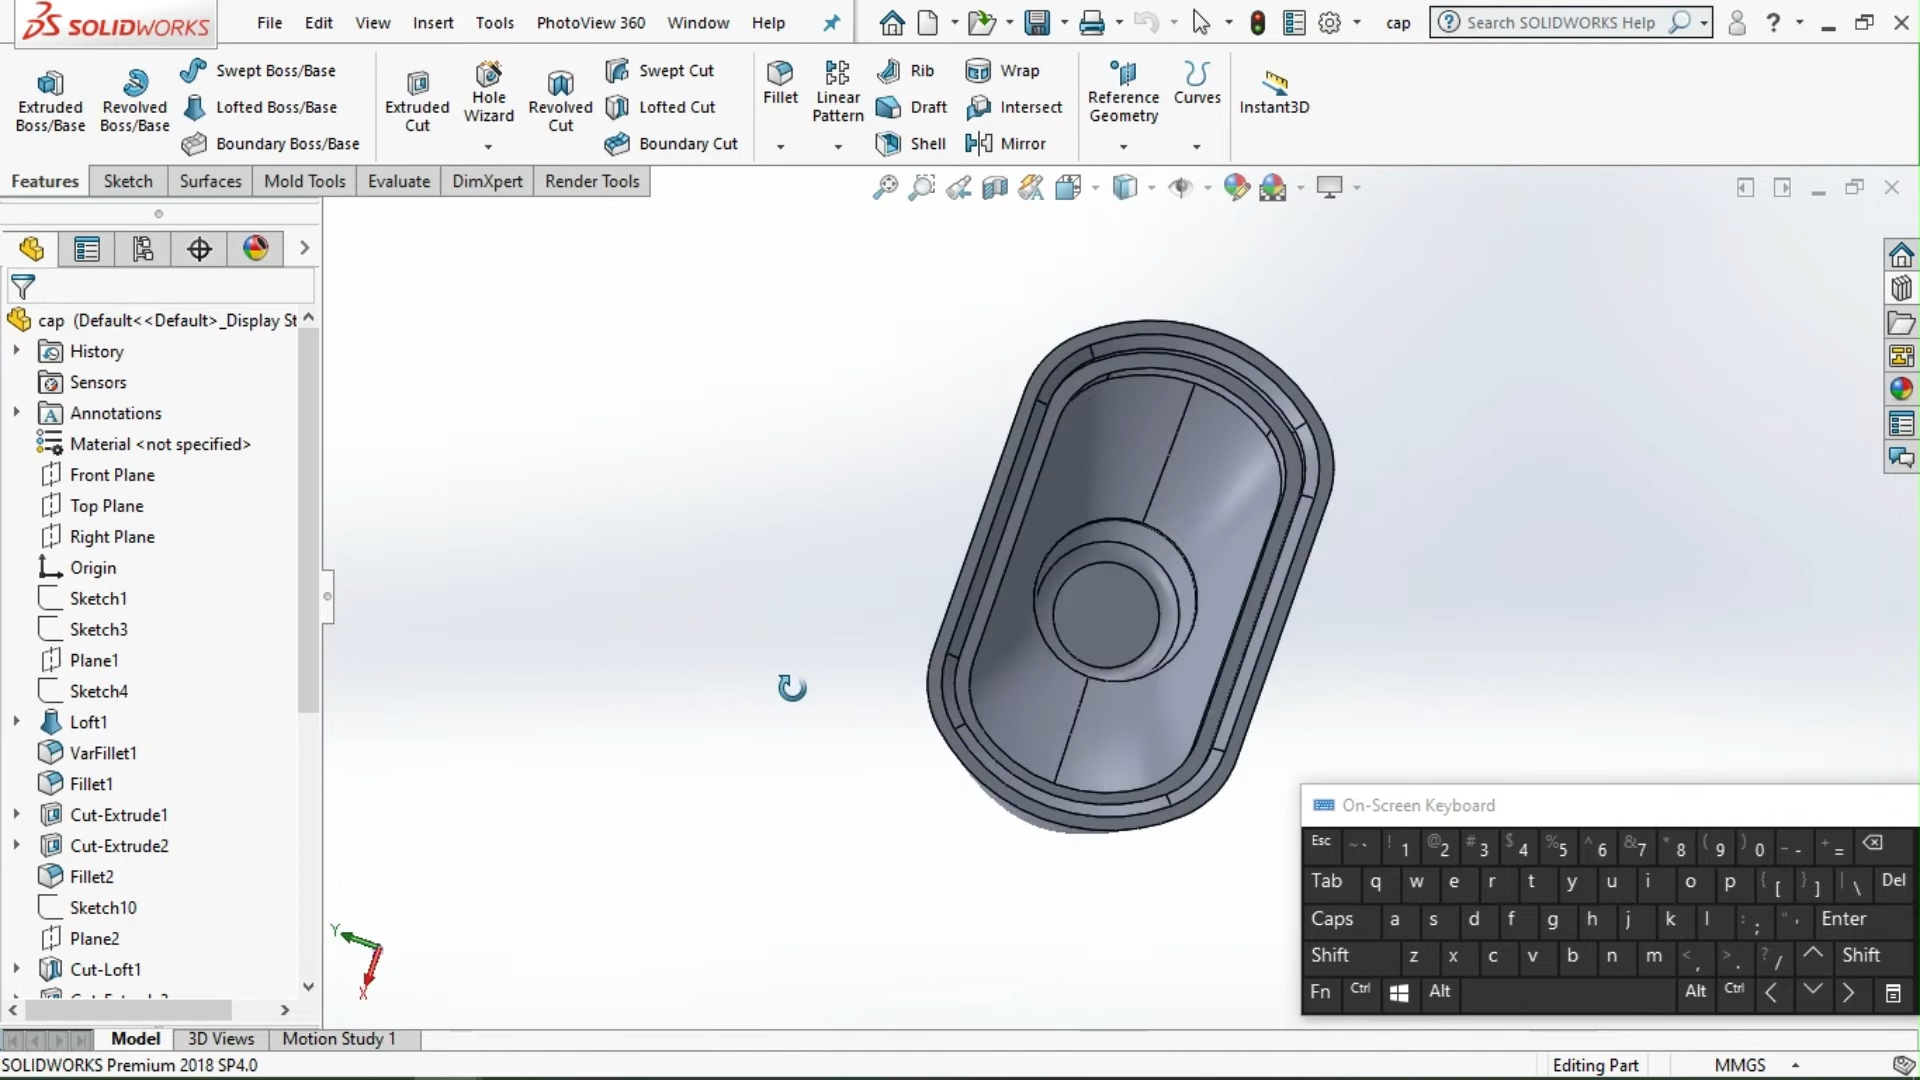 SOLIDWORKS File Edit View Insert Tools PhotoView 360 Window Help cap Search SOLIDWORKS Help ?
Extruded Boss/Base
Revolved Boss/Base
Swept Boss/Base
Lofted Boss/Base
Boundary Boss/Base
Extruded Cut
Hole Wizard
Revolved Cut
Swept Cut
Lofted Cut
Boundary Cut
Fillet
Linear Pattern
Rib
Draft
Shell
Wrap
Intersect
Mirror
Reference Geometry
Curves
Instant3D
Features Sketch Surfaces Mold Tools Evaluate DimXpert Render Tools
cap (Default<<Default>_Display St
History
Sensors
Annotations
Material <not specified>
Front Plane
Top Plane
Right Plane
Origin
Sketch1
Sketch3
Plane1
Sketch4
Loft1
VarFillet1
Fillet1
Cut-Extrude1
Cut-Extrude2
Fillet2
Sketch10
Plane2
Cut-Loft1
Y
X
On-Screen Keyboard
Esc ~ ` ! 1 @ 2 # 3 $ 4 % 5 ^ 6 & 7 * 8 ( 9 ) 0 - + =
Tab q w e r t y u i o p { [ } ] | \ Del
Caps a s d f g h j k l : ; " ' Enter
Shift z x c v b n m < , > . ? / Shift
Fn Ctrl Alt Alt Ctrl
Model 3D Views Motion Study 1
SOLIDWORKS Premium 2018 SP4.0 Editing Part MMGS